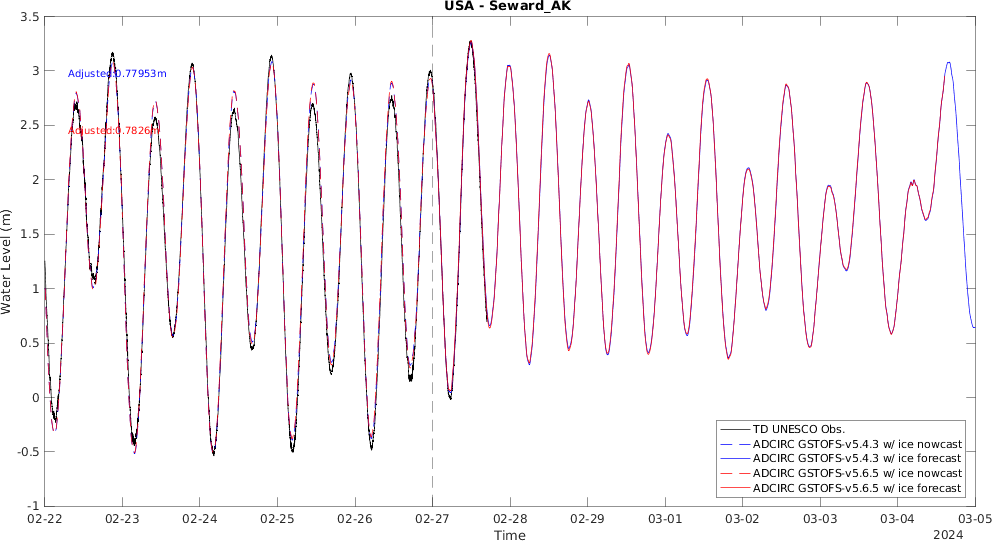 USA - Seward_AK
3.5
3
2.5
2
1.5
1
0.5
0
-0.5
-1
Water Level (m)
Adjusted:0.77953m
Adjusted:0.7826m
TD UNESCO Obs.
ADCIRC GSTOFS-v5.4.3 w/ ice nowcast
ADCIRC GSTOFS-v5.4.3 w/ ice forecast
ADCIRC GSTOFS-v5.6.5 w/ ice nowcast
ADCIRC GSTOFS-v5.6.5 w/ ice forecast
02-22 02-23 02-24 02-25 02-26 02-27 02-28 02-29 03-01 03-02 03-03 03-04 03-05
Time
2024